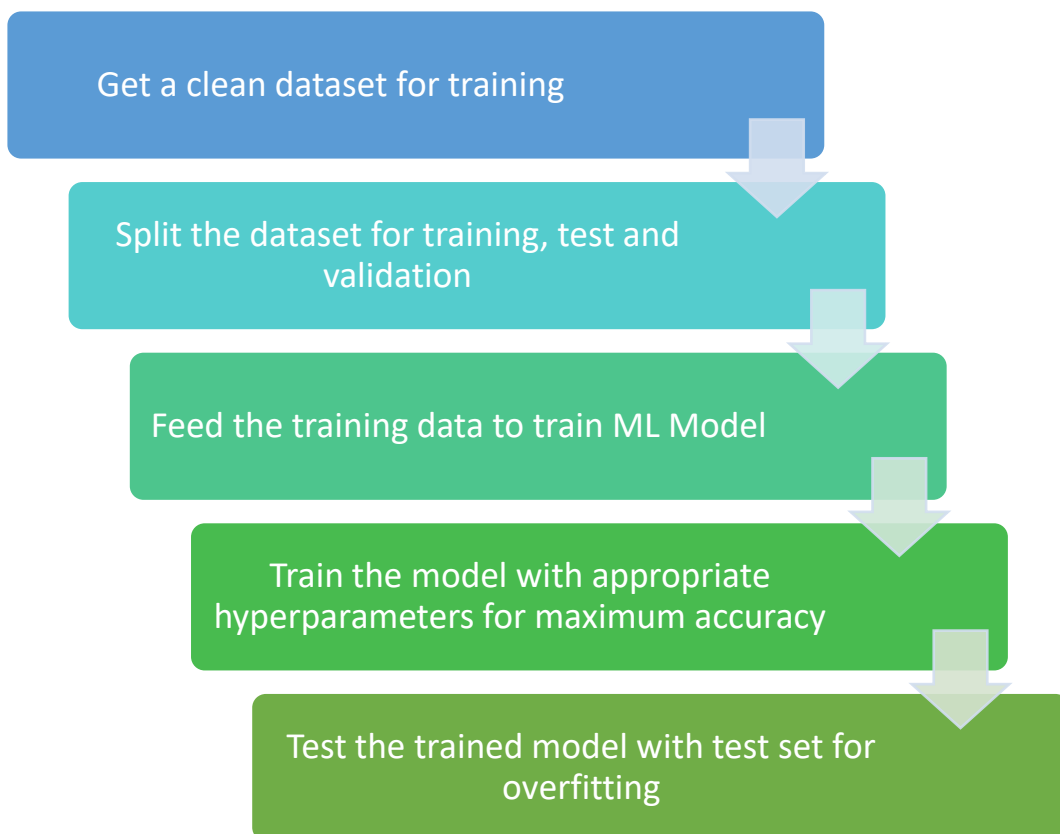 Get a clean dataset for training
Split the dataset for training, test and
validation
Feed the training data to train ML Model
Train the model with appropriate
hyperparameters for maximum accuracy
Test the trained model with test set for
overfitting